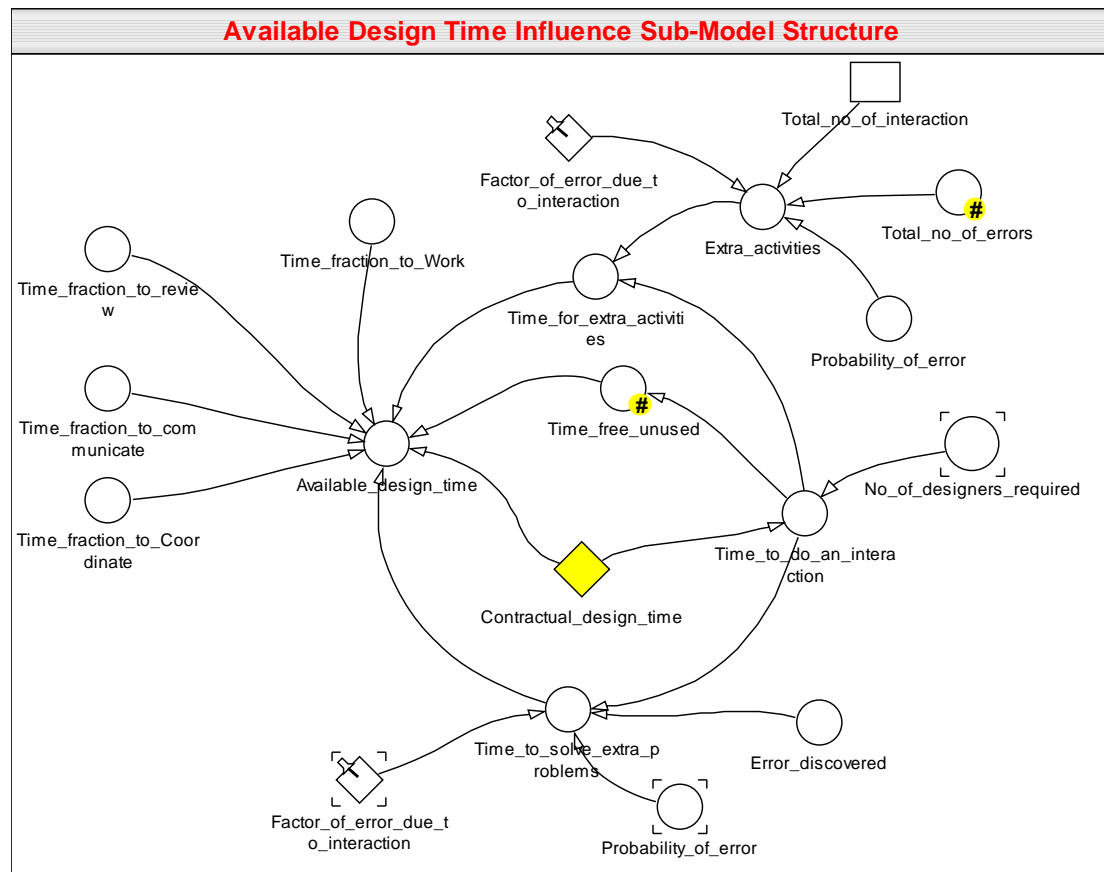 Available Design Time Influence Sub-Model Structure
Total_no_of_interaction
Factor_of_error_due_t
o_interaction
Total_no_of_errors
#
Extra_activities
Time_fraction_to_Work
Time_fraction_to_revie
w
Time_for_extra_activiti
es
Probability_of_error
#
Time_free_unused
Time_fraction_to_com
municate
Available_design_time
No_of_designers_required
Time_fraction_to_Coor
dinate
Time_to_do_an_intera
ction
Contractual_design_time
Time_to_solve_extra_p
roblems
Error_discovered
Factor_of_error_due_t
o_interaction
Probability_of_error